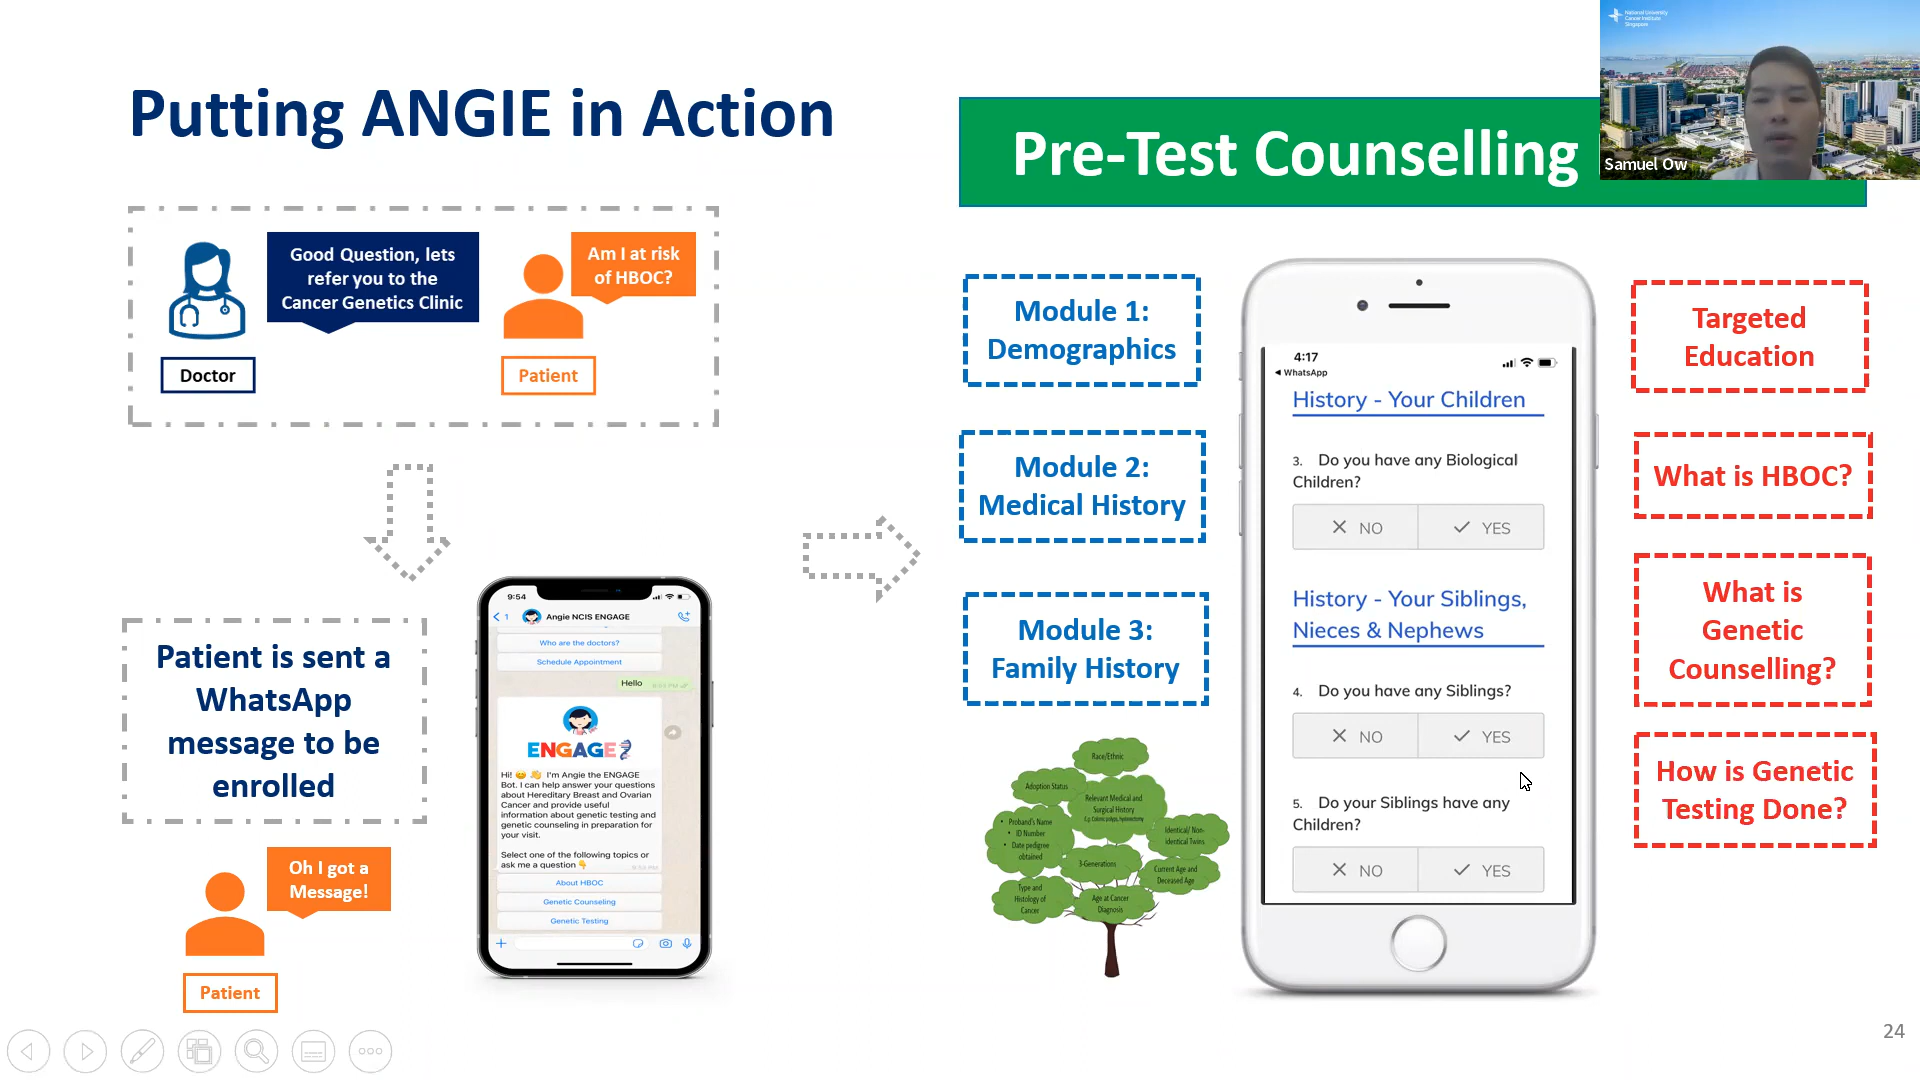 Putting ANGIE in Action
Good Question, lets
refer you to the
Cancer Genetics Clinic
Am I at risk
of HBOC?
Doctor
Patient
Patient is sent a
WhatsApp
message to be
enrolled
Oh I got a
Message!
Patient
9:54
1
Angie NCIS ENGAGE
Who are the doctors?
Schedule Appointment
Hello
ENGAGE
Hi! I'm Angie the ENGAGE
Bot. I can help answer your questions
about Hereditary Breast and Ovarian
Cancer and provide useful
information about genetic testing and
genetic counseling in preparation for
your visit.
Select one of the following topics or
ask me a question
About HBOC
Genetic Counseling
Genetic Testing
Pre-Test Counselling
National University
Cancer Institute
Singapore
Samuel Ow
Module 1:
Demographics
Module 2:
Medical History
Module 3:
Family History
Race/Ethnic
Adoption Status
Relevant Medical and
Surgical History
E.g. Colonic polyps, hysterectomy
• Proband's Name
• ID Number
• Date pedigree
obtained
Identical/ Non-
identical Twins
3-Generations
Current Age and
Deceased Age
Type and
Histology of
Cancer
Age at Cancer
Diagnosis
4:17
WhatsApp
History - Your Children
3. Do you have any Biological
Children?
NO YES
History - Your Siblings,
Nieces & Nephews
4. Do you have any Siblings?
NO YES
5. Do your Siblings have any
Children?
NO YES
Targeted
Education
What is HBOC?
What is
Genetic
Counselling?
How is Genetic
Testing Done?
24